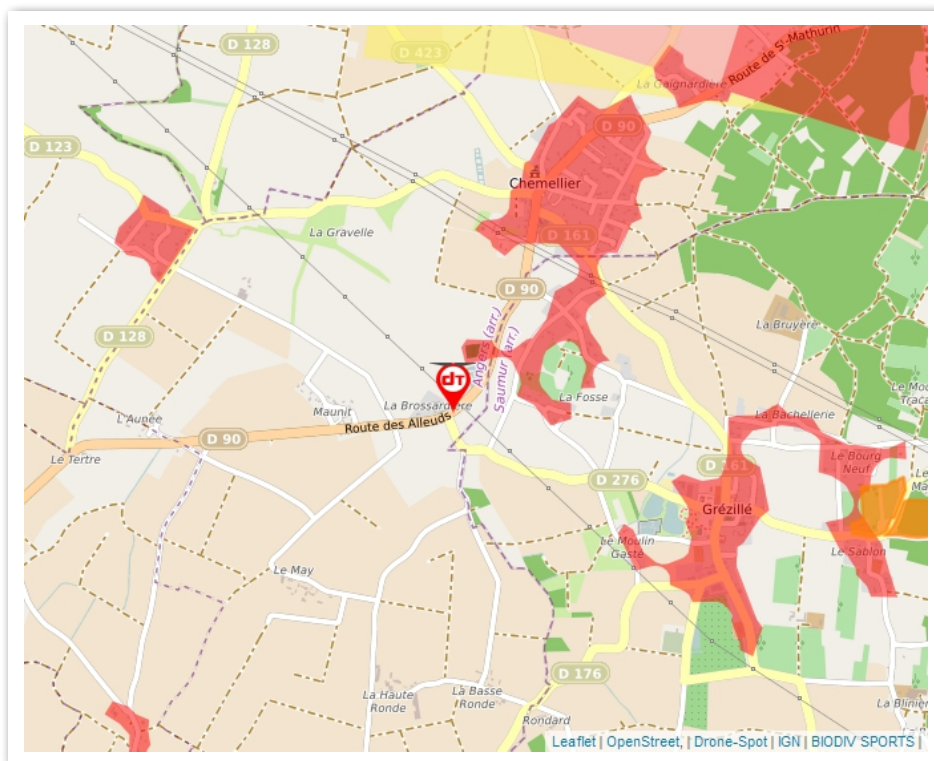 D 128
D 423
Route de St-Mathurin
La Gaignardière
D 90
D 123
Chemellier
La Gravelle
D 161
D 90
Angers (arr.)
Saumur (arr.)
La Bruyère
D 128
dT
Maunit
La Brossardière
Route des Alleuds
La Fosse
L'Aunée
D 90
Le Tertre
La Bachellerie
Le Bourg
Neuf
D 161
D 276
Grézillé
Le Moulin
Gasté
Le Sablon
Le May
D 176
La Haute
Ronde
La Basse
Ronde
Rondard
Leaflet | OpenStreet, | Drone-Spot | IGN | BIODIV SPORTS |